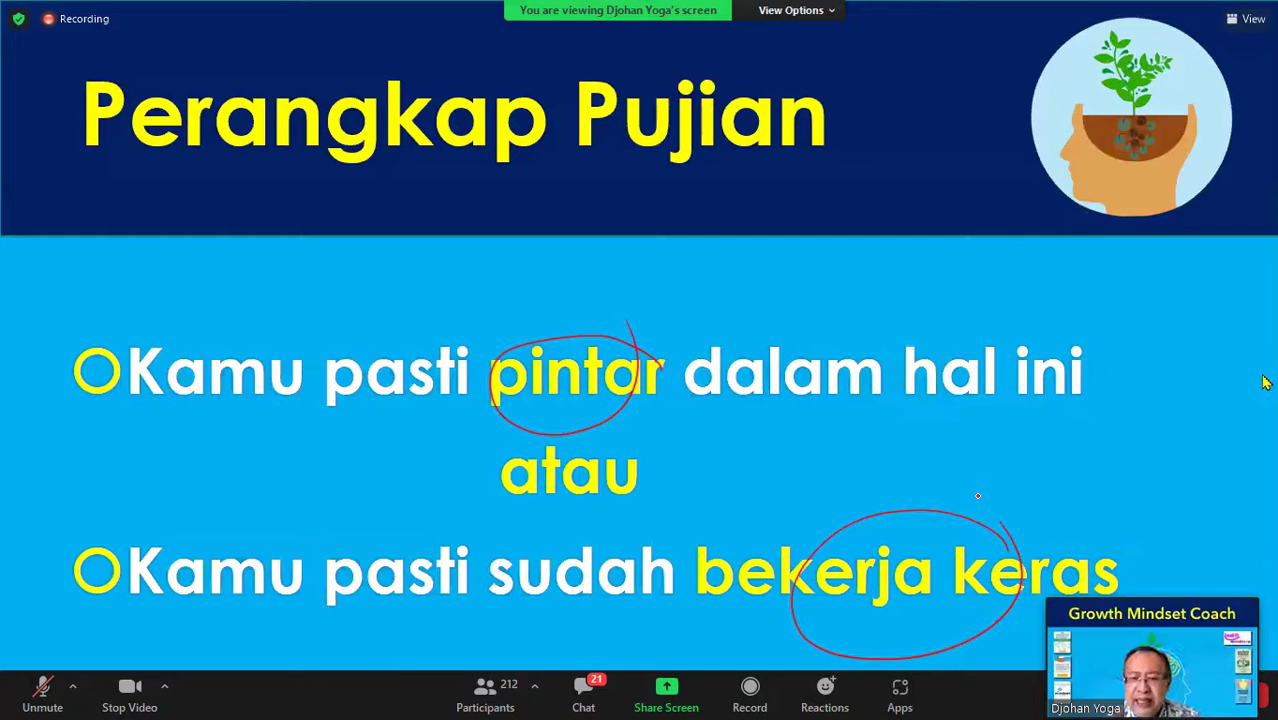 Recording
You are viewing Djohan Yoga's screen
View Options
View
Perangkap Pujian
Kamu pasti pintar dalam hal ini
atau
Kamu pasti sudah bekerja keras
Growth Mindset Coach
Djohan Yoga
Unmute
Stop Video
212
Participants
21
Chat
Share Screen
Record
Reactions
Apps